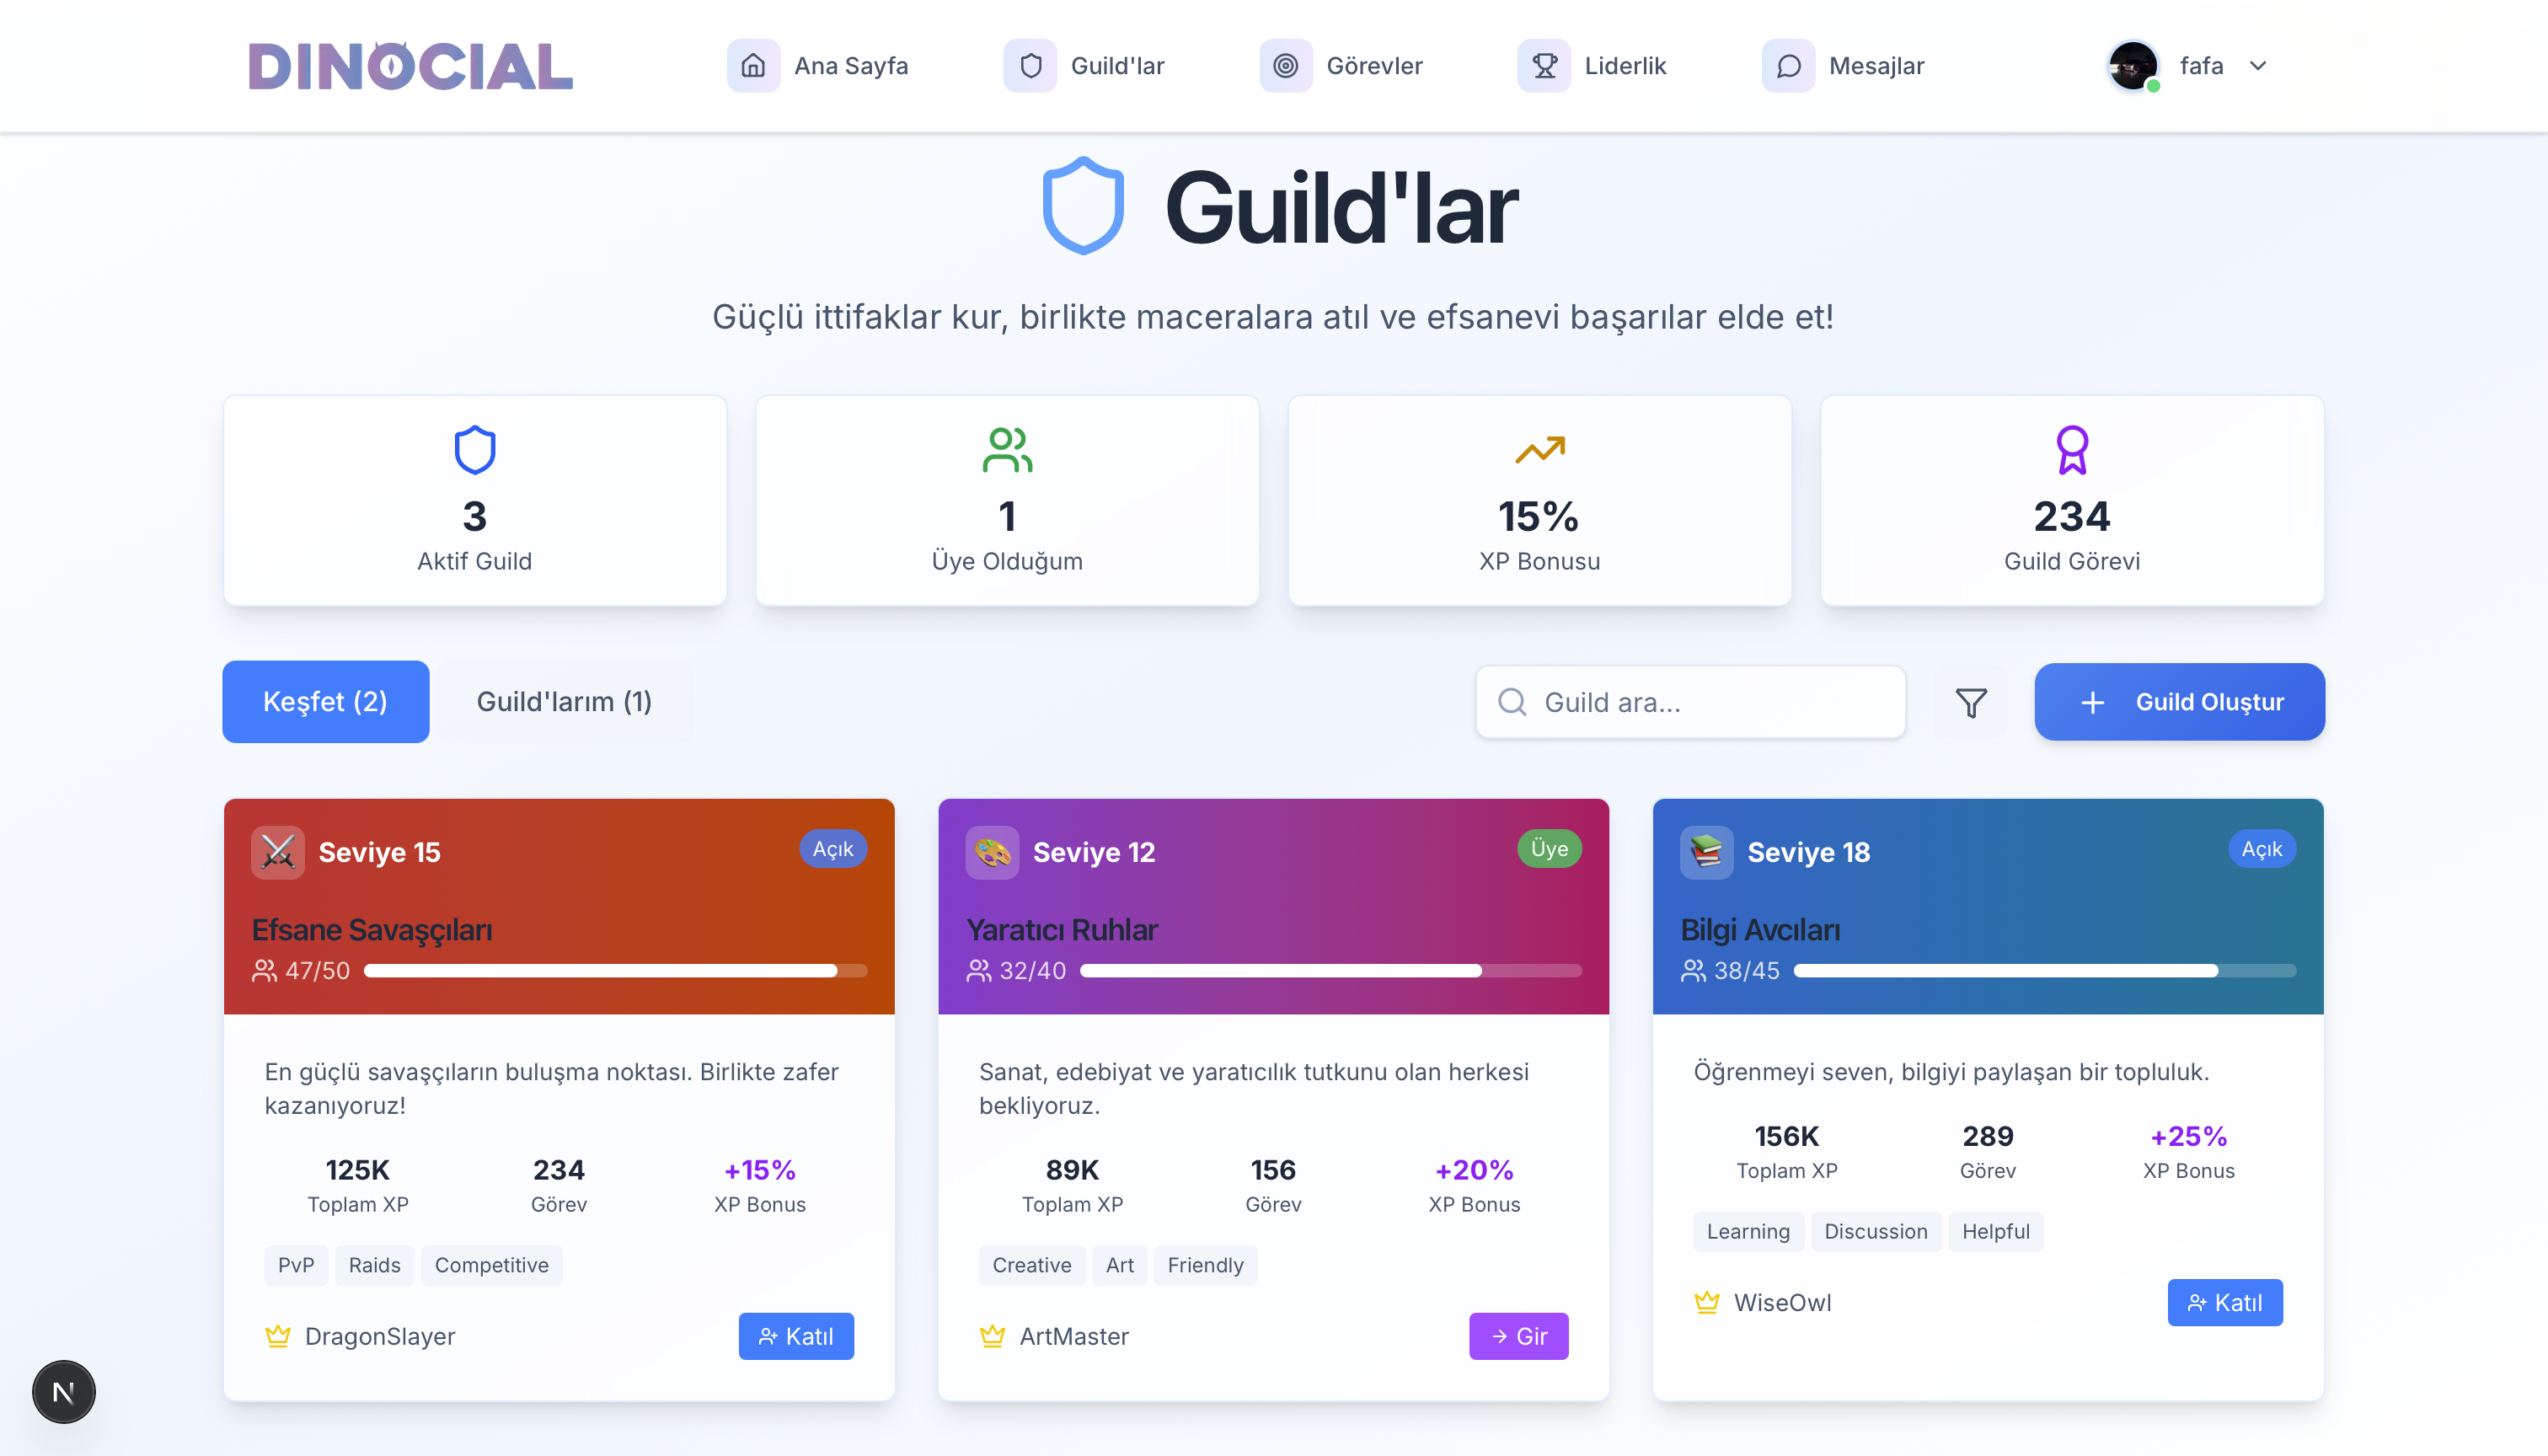 DINOCIAL
Ana Sayfa
Guild'lar
Görevler
Liderlik
Mesajlar
fafa
Guild'lar
Güçlü ittifaklar kur, birlikte maceralara atıl ve efsanevi başarılar elde et!
3
Aktif Guild
1
Üye Olduğum
15%
XP Bonusu
234
Guild Görevi
Keşfet (2)
Guild'larım (1)
Guild ara...
Guild Oluştur
Seviye 15
Açık
Efsane Savaşçıları
47/50
En güçlü savaşçıların buluşma noktası. Birlikte zafer
kazanıyoruz!
125K
Toplam XP
234
Görev
+15%
XP Bonus
PvP
Raids
Competitive
DragonSlayer
Katıl
Seviye 12
Üye
Yaratıcı Ruhlar
32/40
Sanat, edebiyat ve yaratıcılık tutkunu olan herkesi
bekliyoruz.
89K
Toplam XP
156
Görev
+20%
XP Bonus
Creative
Art
Friendly
ArtMaster
Gir
Seviye 18
Açık
Bilgi Avcıları
38/45
Öğrenmeyi seven, bilgiyi paylaşan bir topluluk.
156K
Toplam XP
289
Görev
+25%
XP Bonus
Learning
Discussion
Helpful
WiseOwl
Katıl
N